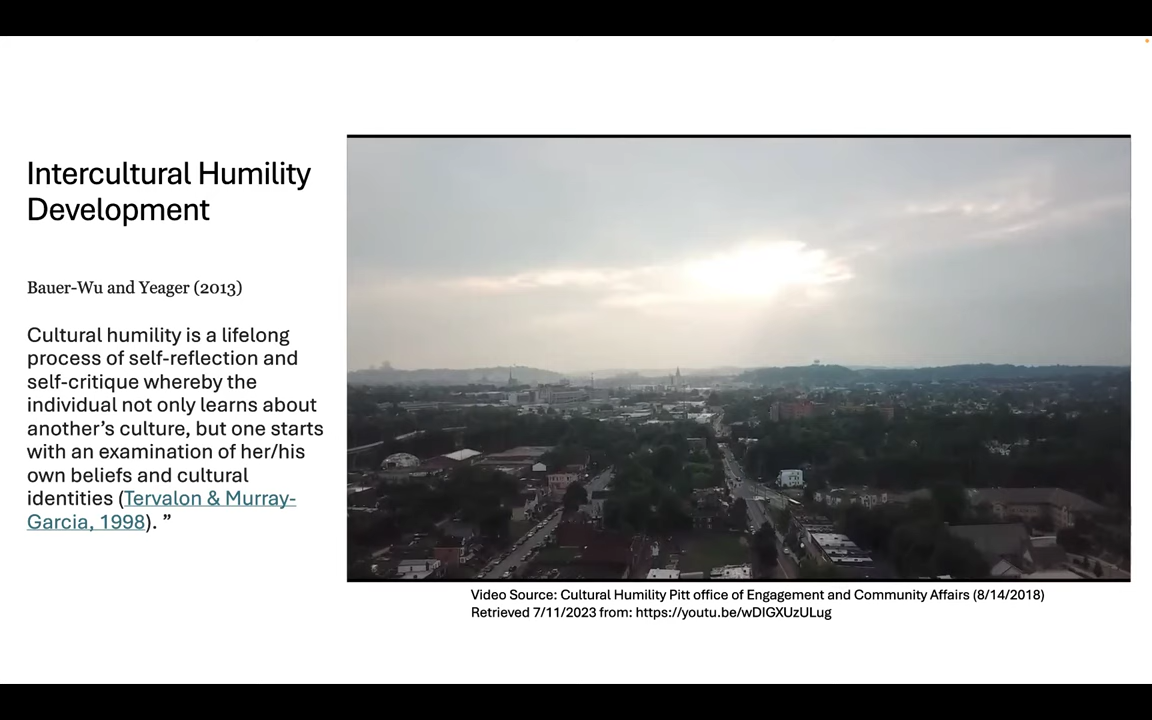 Intercultural Humility
Development
Bauer-Wu and Yeager (2013)
Cultural humility is a lifelong
process of self-reflection and
self-critique whereby the
individual not only learns about
another’s culture, but one starts
with an examination of her/his
own beliefs and cultural
identities (Tervalon & Murray-
Garcia, 1998). ”
Video Source: Cultural Humility Pitt office of Engagement and Community Affairs (8/14/2018)
Retrieved 7/11/2023 from: https://youtu.be/wDIGXUzULug